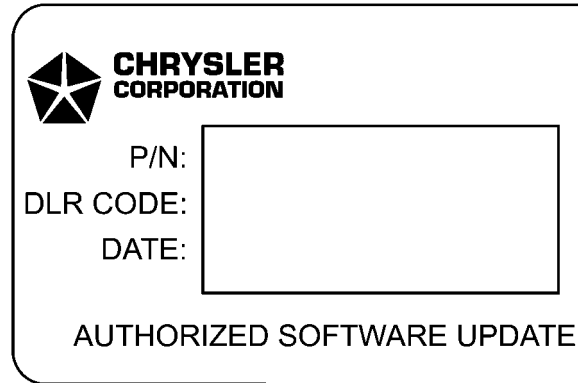 CHRYSLER
CORPORATION
P/N:
DLR CODE:
DATE:
AUTHORIZED SOFTWARE UPDATE